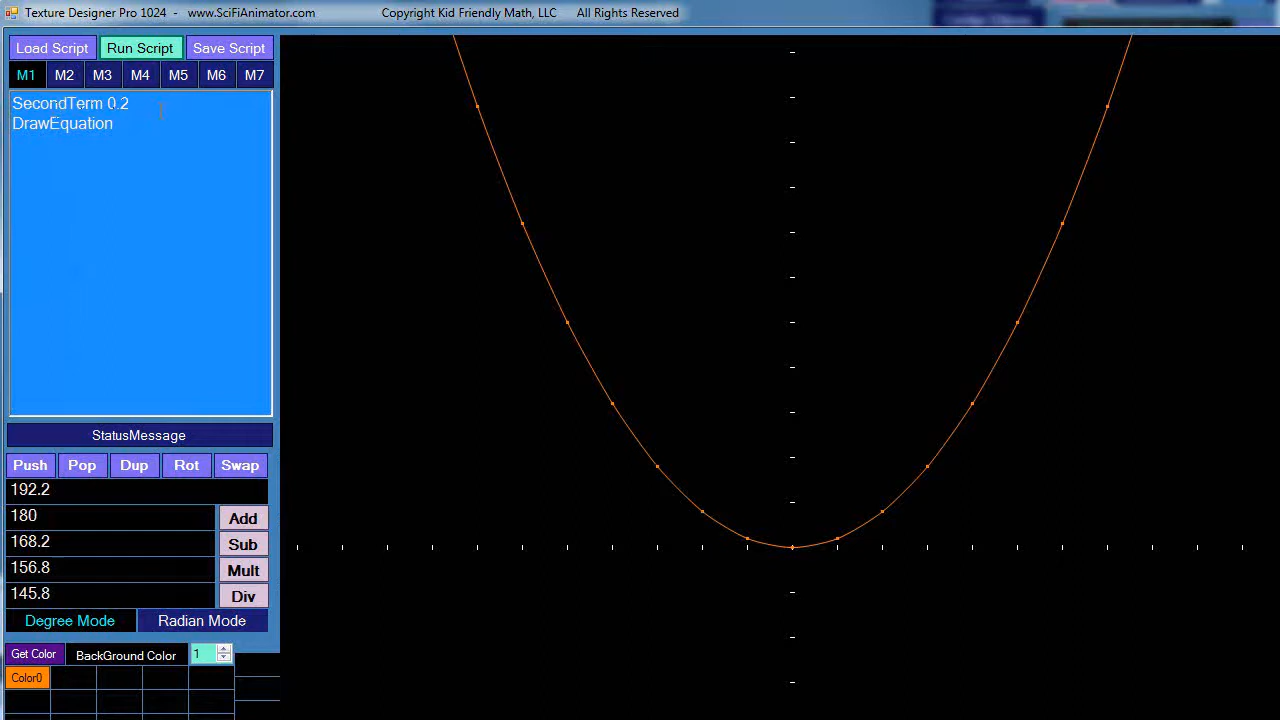 Texture Designer Pro 1024 - www.SciFiAnimator.com Copyright Kid Friendly Math, LLC All Rights Reserved
Load Script Run Script Save Script
M1 M2 M3 M4 M5 M6 M7
SecondTerm 0.2
DrawEquation
StatusMessage
Push Pop Dup Rot Swap
192.2
180 Add
168.2 Sub
156.8 Mult
145.8 Div
Degree Mode Radian Mode
Get Color BackGround Color 1
Color0